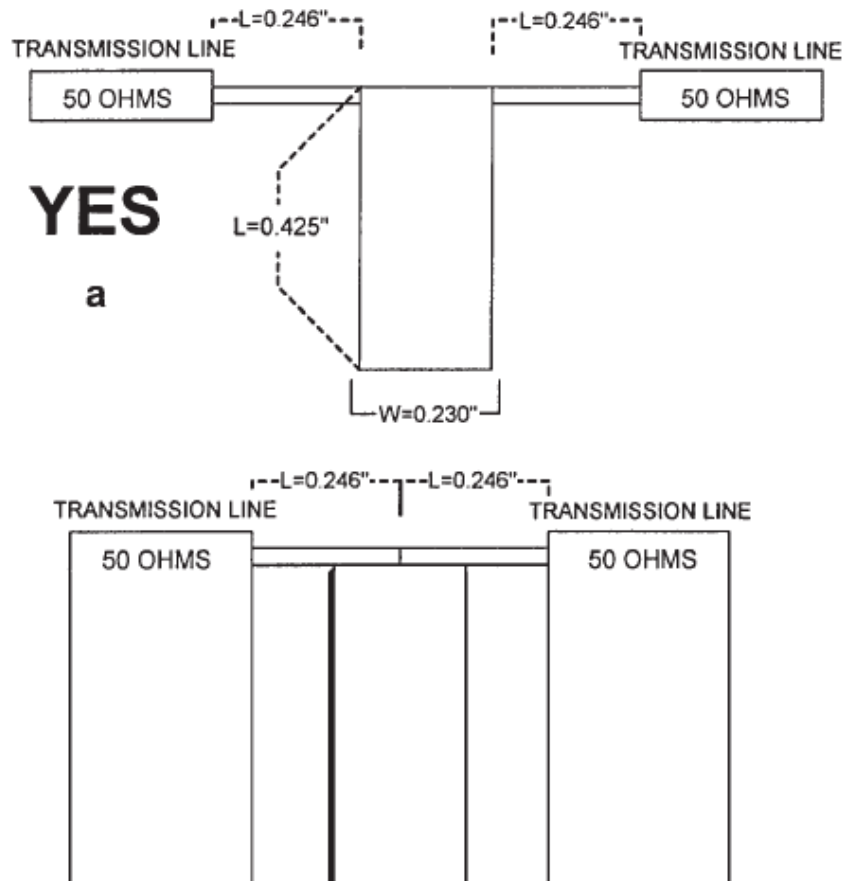 L=0.246" L=0.246"
TRANSMISSION LINE TRANSMISSION LINE
50 OHMS 50 OHMS
YES
L=0.425"
a
W=0.230"
L=0.246" L=0.246"
TRANSMISSION LINE TRANSMISSION LINE
50 OHMS 50 OHMS